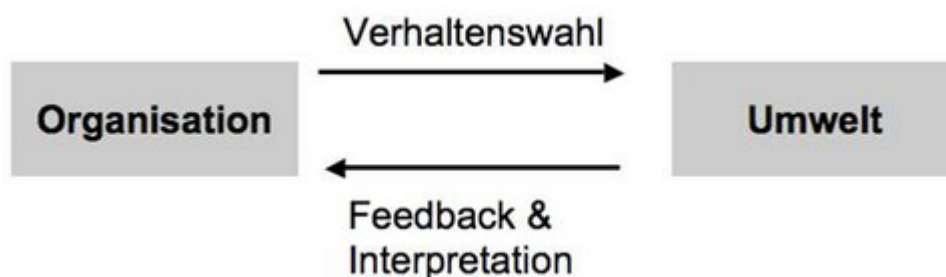 Verhaltenswahl
Organisation
Umwelt
Feedback &
Interpretation